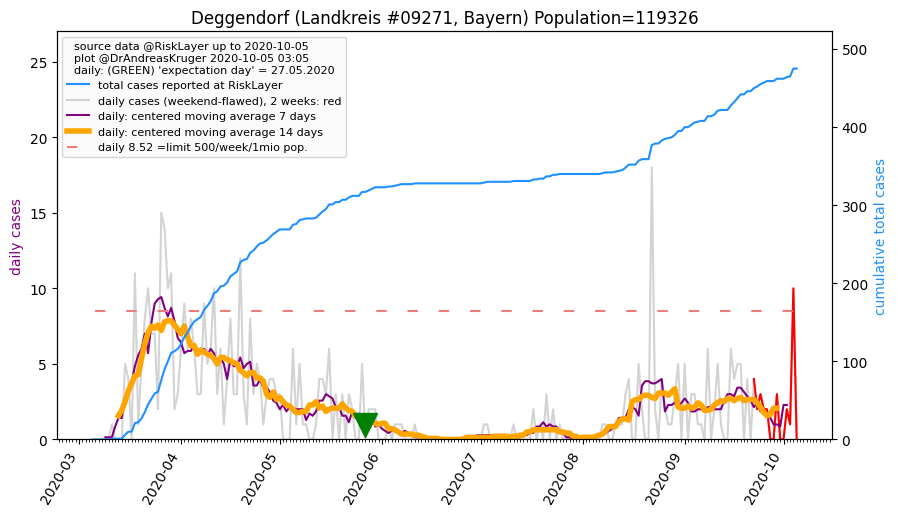 Deggendorf (Landkreis #09271, Bayern) Population=119326
source data @RiskLayer up to 2020-10-05
plot @DrAndreasKruger 2020-10-05 03:05
daily: (GREEN) 'expectation day' = 27.05.2020
total cases reported at RiskLayer
daily cases (weekend-flawed), 2 weeks: red
daily: centered moving average 7 days
daily: centered moving average 14 days
daily 8.52 =limit 500/week/1mio pop.
daily cases
25
20
15
10
5
0
cumulative total cases
500
400
300
200
100
0
2020-03
2020-04
2020-05
2020-06
2020-07
2020-08
2020-09
2020-10